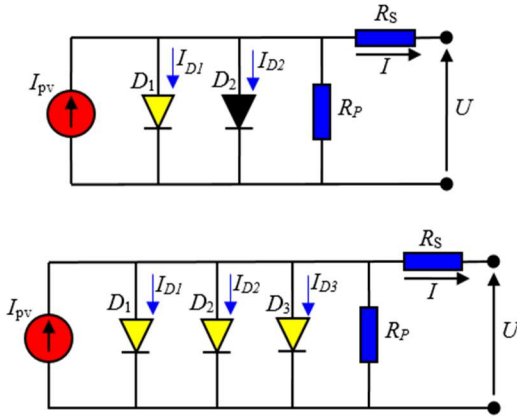 R_S
I_D1 I_D2
I_pv D_1 D_2 I
R_P U
R_S
I_D1 I_D2 I_D3 I
I_pv D_1 D_2 D_3
R_P U